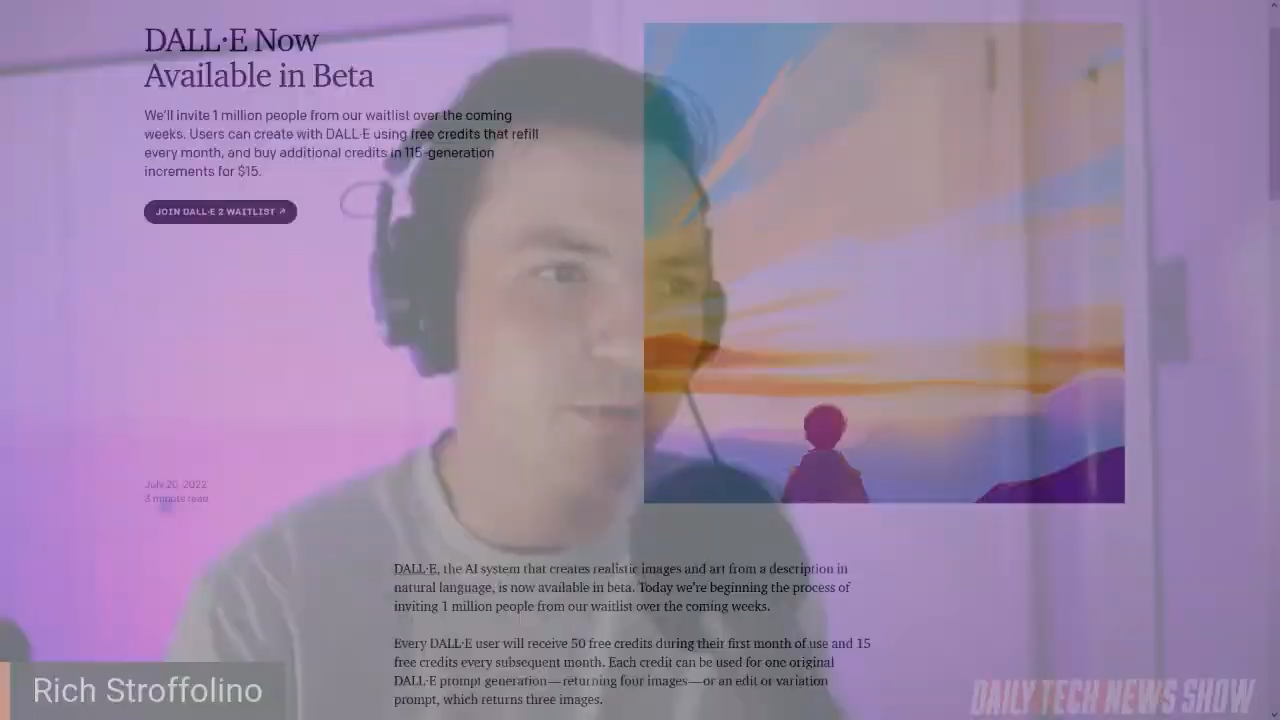 DALL·E Now
Available in Beta
We'll invite 1 million people from our waitlist over the coming
weeks. Users can create with DALL·E using free credits that refill
every month, and buy additional credits in 115-generation
increments for $15.
JOIN DALL·E 2 WAITLIST ↗
July 20, 2022
3 minute read
DALL·E, the AI system that creates realistic images and art from a description in
natural language, is now available in beta. Today we're beginning the process of
inviting 1 million people from our waitlist over the coming weeks.
Every DALL·E user will receive 50 free credits during their first month of use and 15
free credits every subsequent month. Each credit can be used for one original
DALL·E prompt generation—returning four images—or an edit or variation
prompt, which returns three images.
Rich Stroffolino
DAILY TECH NEWS SHOW